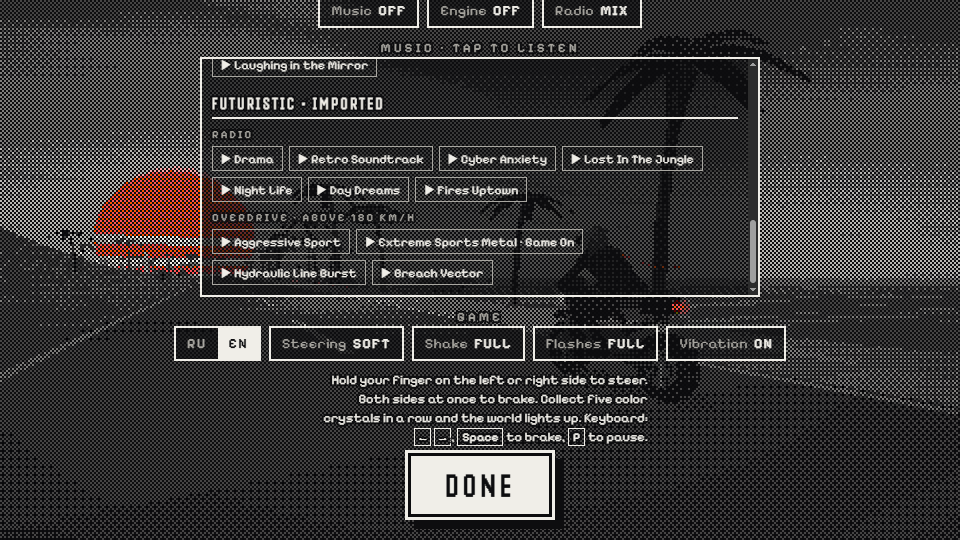 Music OFF Engine OFF Radio MIX
MUSIC · TAP TO LISTEN
▶ Laughing in the Mirror
FUTURISTIC · IMPORTED
RADIO
▶ Drama ▶ Retro Soundtrack ▶ Cyber Anxiety ▶ Lost In The Jungle
▶ Night Life ▶ Day Dreams ▶ Fires Uptown
OVERDRIVE · ABOVE 180 KM/H
▶ Aggressive Sport ▶ Extreme Sports Metal · Game On
▶ Hydraulic Line Burst ▶ Breach Vector
GAME
RU EN Steering SOFT Shake FULL Flashes FULL Vibration ON
Hold your finger on the left or right side to steer.
Both sides at once to brake. Collect five color
crystals in a row and the world lights up. Keyboard:
← →, Space to brake, P to pause.
DONE